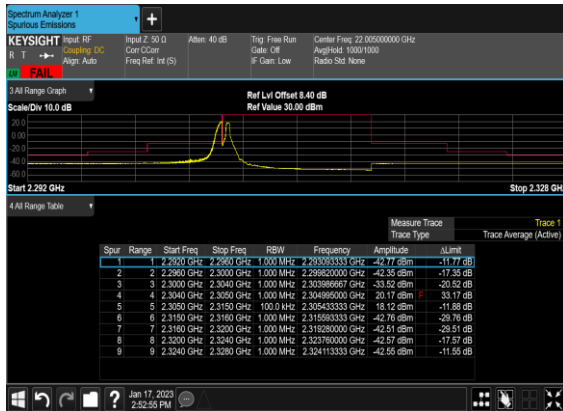 Spectrum Analyzer 1
Spurious Emissions
KEYSIGHT Input: RF Input Z: 50 Ω Atten: 40 dB Trig: Free Run Center Freq: 22.005000000 GHz
R T Coupling: DC Corr CCorr Gate: Off Avg|Hold: 1000/1000
Align: Auto Freq Ref: Int (S) IF Gain: Low Radio Std: None
FAIL
3 All Range Graph Ref Lvl Offset 8.40 dB
Scale/Div 10.0 dB Ref Value 30.00 dBm
20.0
0.00
-20.0
-40.0
-60.0
Start 2.292 GHz Stop 2.328 GH
4 All Range Table
Measure Trace Trace 1
Trace Type Trace Average (Active)
Spur Range Start Freq Stop Freq RBW Frequency Amplitude ΔLimit
1 1 2.2920 GHz 2.2960 GHz 1.000 MHz 2.293093333 GHz -42.77 dBm -11.77 dB
2 2 2.2960 GHz 2.3000 GHz 1.000 MHz 2.299820000 GHz -42.35 dBm -17.35 dB
3 3 2.3000 GHz 2.3040 GHz 1.000 MHz 2.303986667 GHz -33.52 dBm -20.52 dB
4 4 2.3040 GHz 2.3050 GHz 1.000 MHz 2.304995000 GHz 20.17 dBm F 33.17 dB
5 5 2.3050 GHz 2.3150 GHz 100.0 kHz 2.305433333 GHz 18.12 dBm -11.88 dB
6 6 2.3150 GHz 2.3160 GHz 1.000 MHz 2.315593333 GHz -42.76 dBm -29.76 dB
7 7 2.3160 GHz 2.3200 GHz 1.000 MHz 2.319280000 GHz -42.51 dBm -29.51 dB
8 8 2.3200 GHz 2.3240 GHz 1.000 MHz 2.323760000 GHz -42.57 dBm -17.57 dB
9 9 2.3240 GHz 2.3280 GHz 1.000 MHz 2.324113333 GHz -42.55 dBm -11.55 dB
Jan 17, 2023
2:52:55 PM